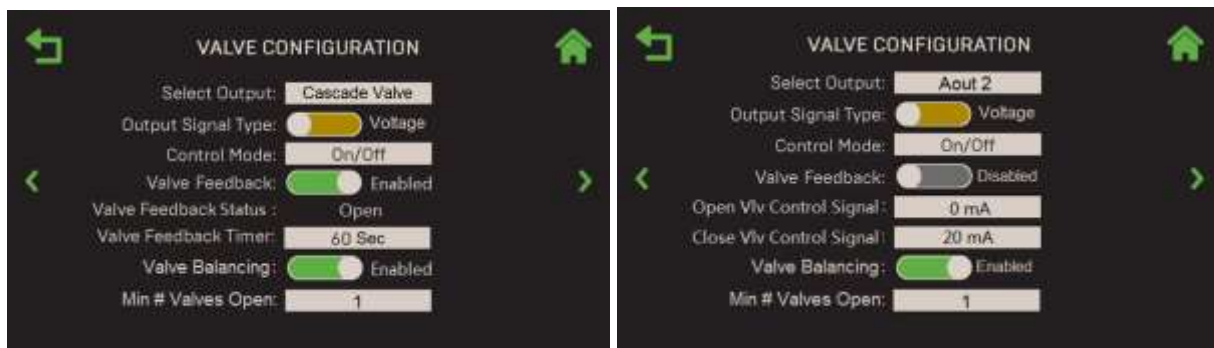 VALVE CONFIGURATION
Select Output: Cascade Valve
Output Signal Type: Voltage
Control Mode: On/Off
Valve Feedback: Enabled
Valve Feedback Status : Open
Valve Feedback Timer: 60 Sec
Valve Balancing: Enabled
Min # Valves Open: 1
VALVE CONFIGURATION
Select Output: Aout 2
Output Signal Type: Voltage
Control Mode: On/Off
Valve Feedback: Disabled
Open Vlv Control Signal: 0 mA
Close Vlv Control Signal: 20 mA
Valve Balancing: Enabled
Min # Valves Open: 1